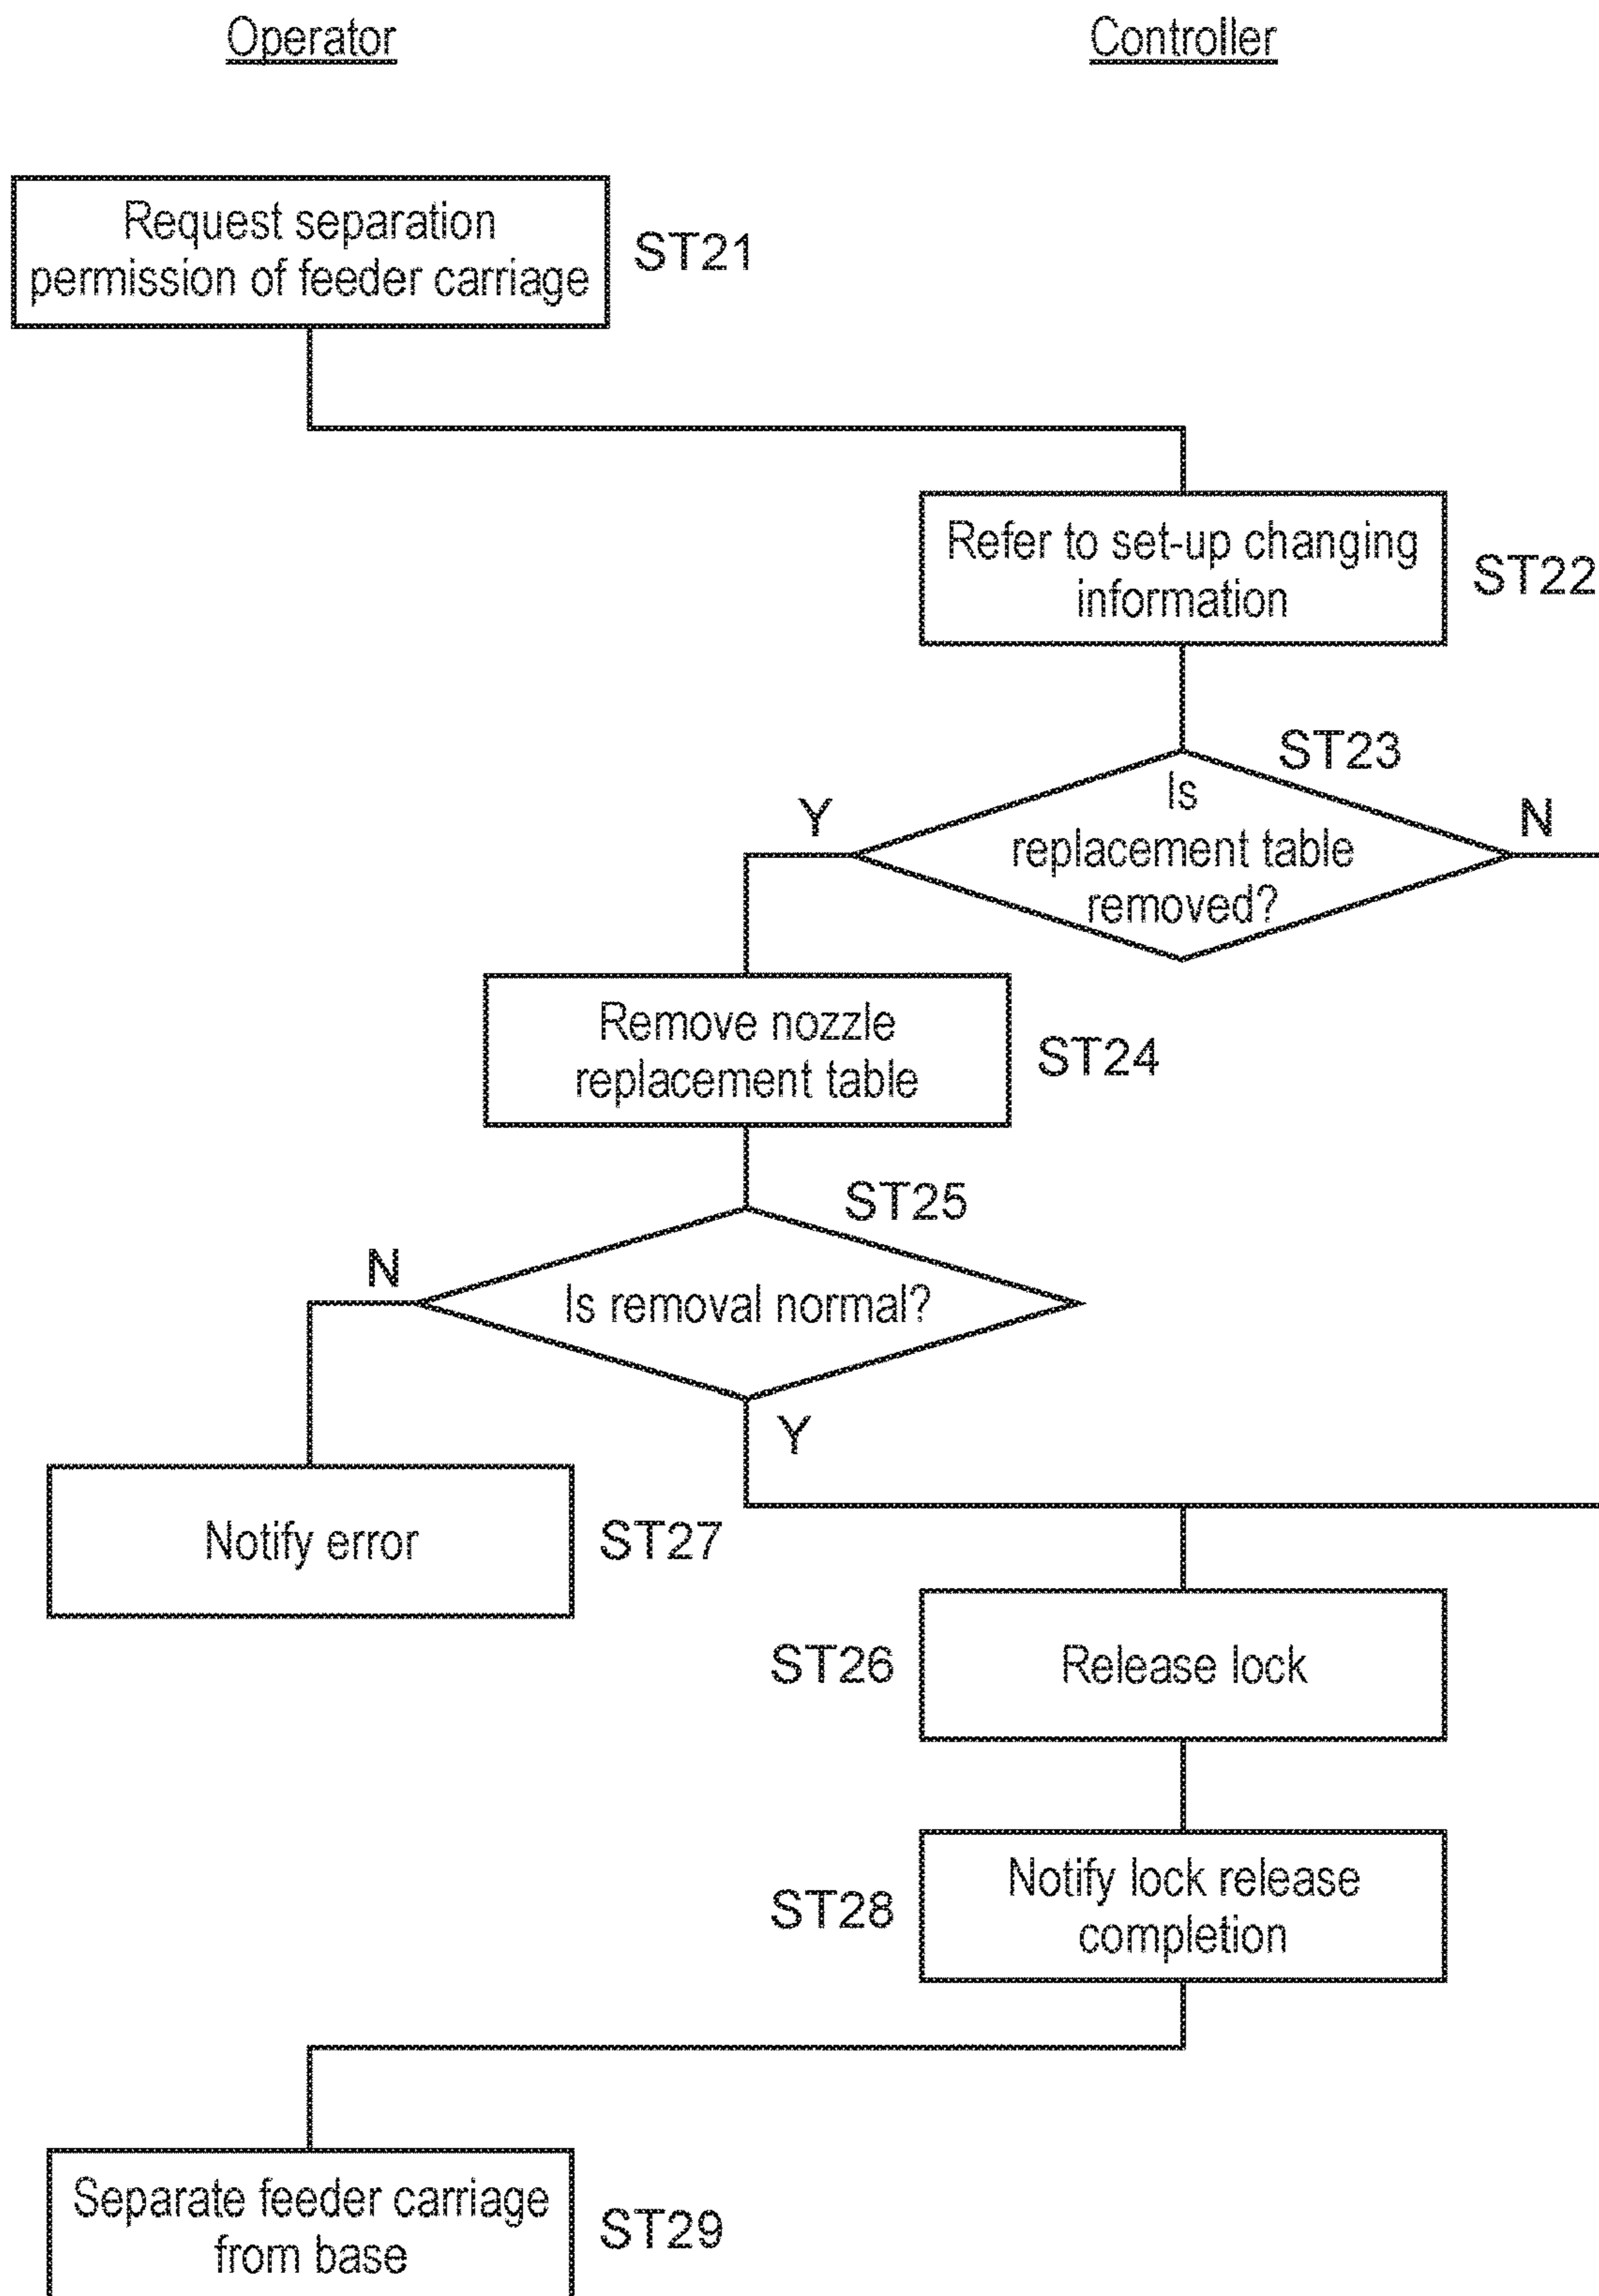 Operator
Controller
Request separation
permission of feeder carriage
ST21
Refer to set-up changing
information
ST22
ST23
Is
replacement table
removed?
Y
N
Remove nozzle
replacement table
ST24
ST25
Is removal normal?
N
Y
Notify error
ST27
ST26
Release lock
ST28
Notify lock release
completion
Separate feeder carriage
from base
ST29